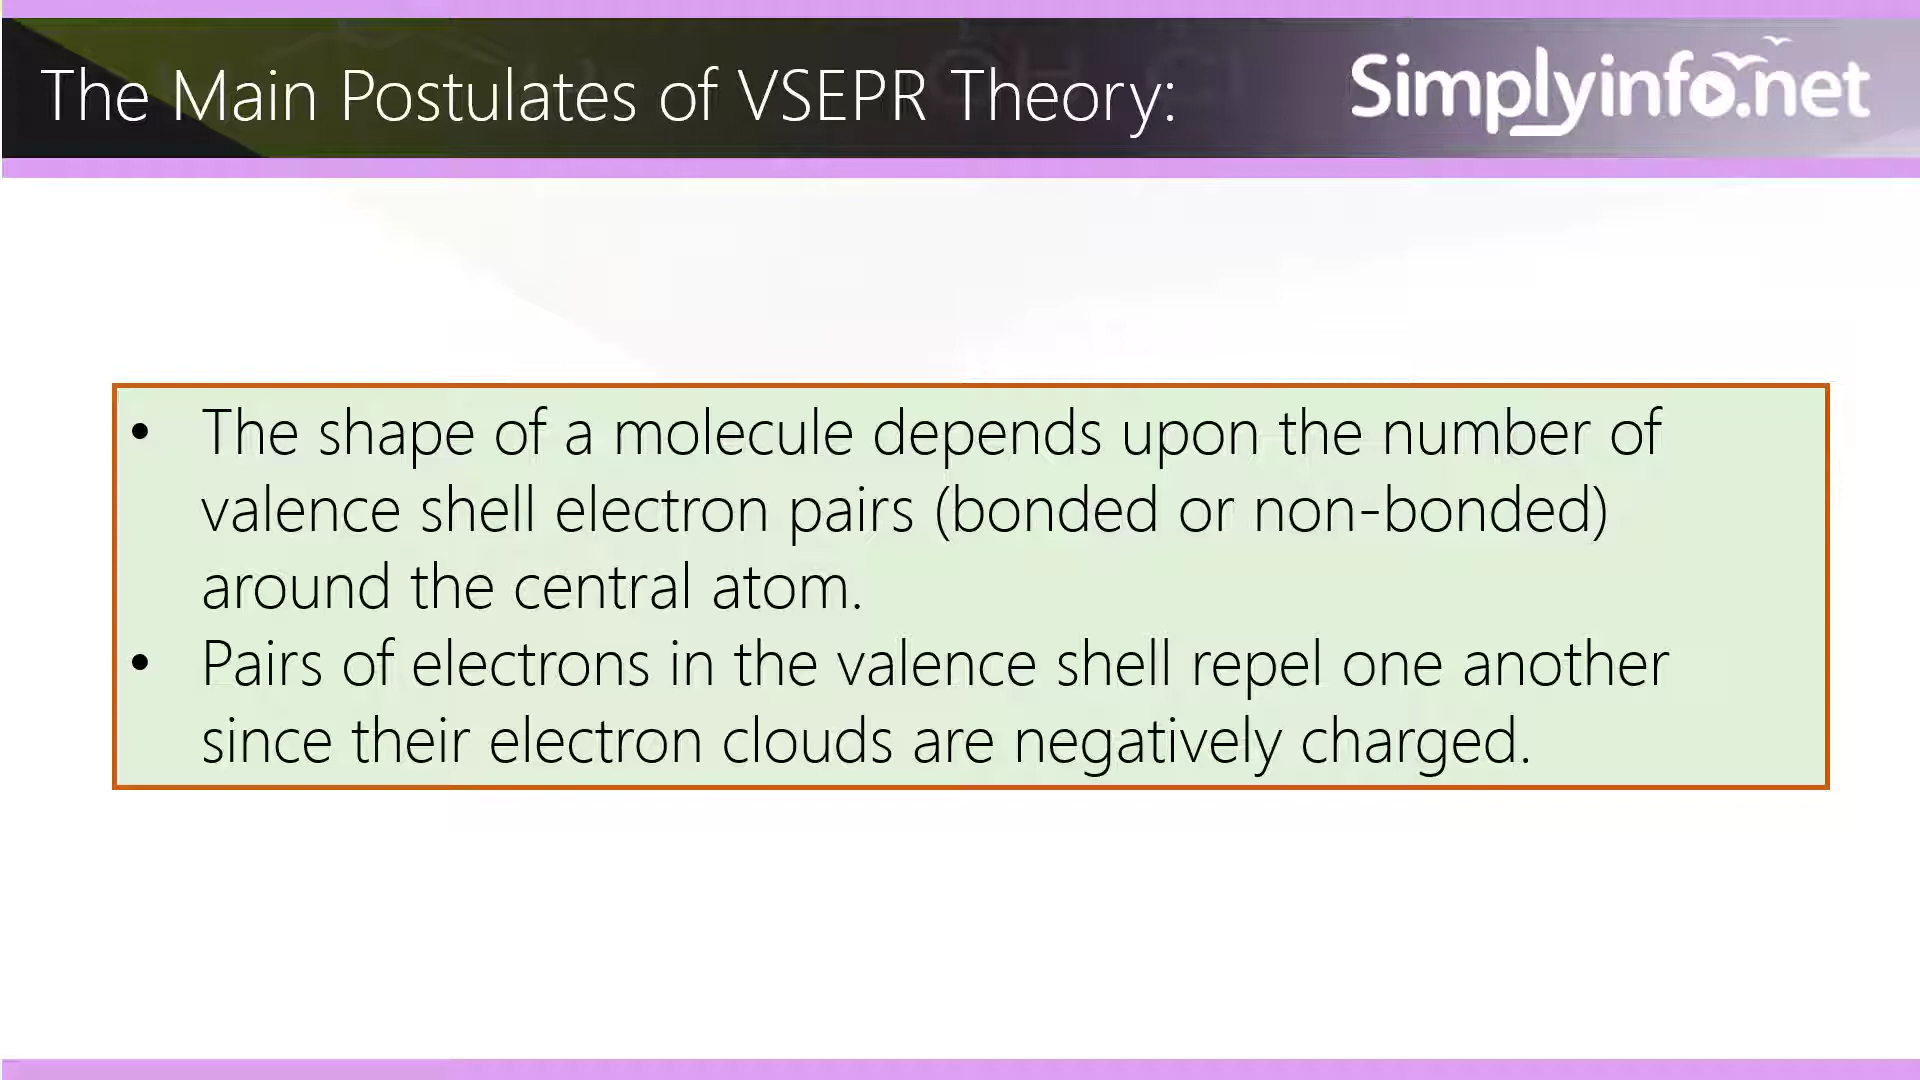 The Main Postulates of VSEPR Theory:
Simplyinfo.net
• The shape of a molecule depends upon the number of
valence shell electron pairs (bonded or non-bonded)
around the central atom.
• Pairs of electrons in the valence shell repel one another
since their electron clouds are negatively charged.